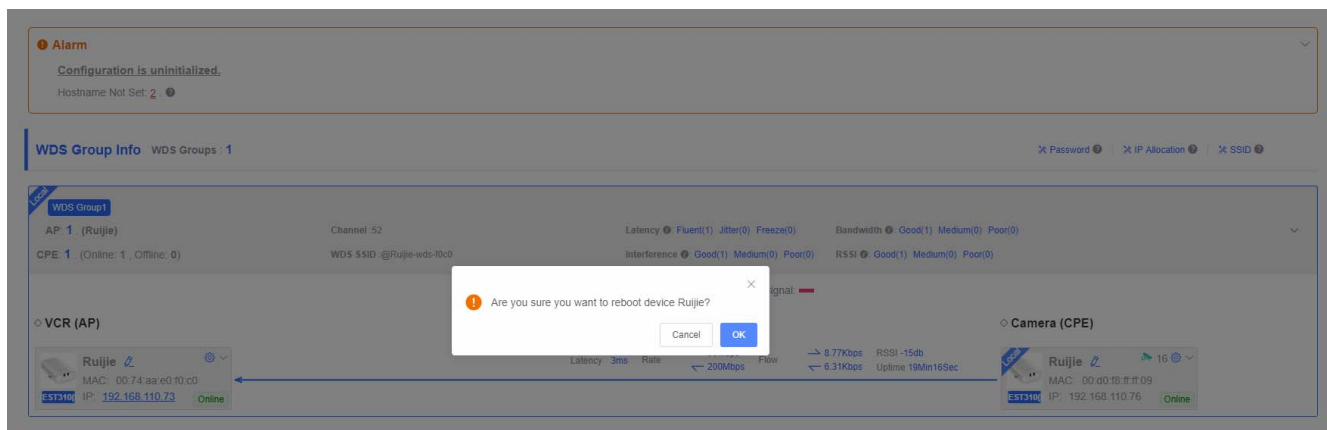 Alarm
Configuration is uninitialized.
Hostname Not Set: 2 .
WDS Group Info WDS Groups : 1 Password IP Allocation SSID
Local
WDS Group1
AP: 1 . (Ruijie) Channel :52 Latency : Fluent(1) Jitter(0) Freeze(0) Bandwidth : Good(1) Medium(0) Poor(0)
CPE: 1 . (Online: 1 , Offline: 0) WDS SSID :@Ruijie-wds-f0c0 Interference : Good(1) Medium(0) Poor(0) RSSI : Good(1) Medium(0) Poor(0)
Are you sure you want to reboot device Ruijie?
Cancel OK
VCR (AP) Camera (CPE)
Ruijie
MAC: 00:74:aa:e0:f0:c0
EST310 IP: 192.168.110.73 Online
Latency 3ms Rate 200Mbps Flow 8.77Kbps 6.31Kbps RSSI -15db Uptime 19Min16Sec
Local
Ruijie 16
MAC: 00:d0:f8:ff:ff:09
EST310 IP: 192.168.110.76 Online